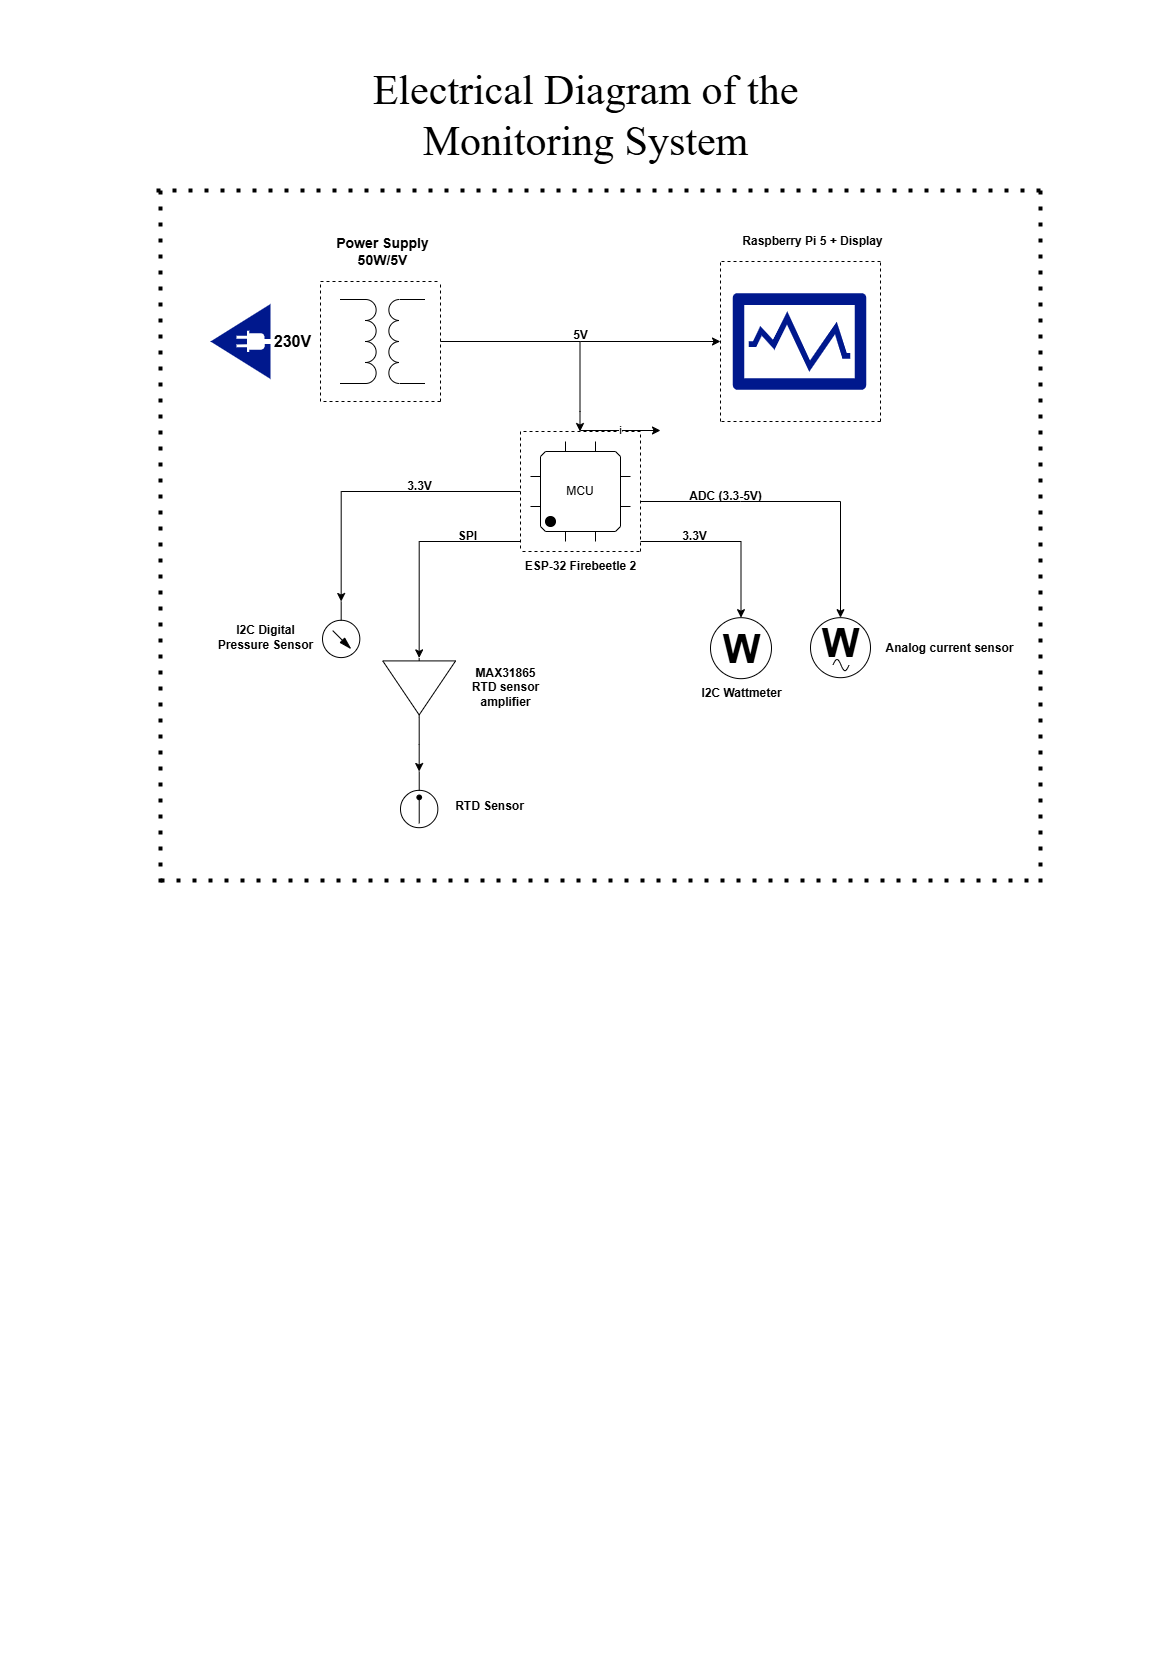 Electrical Diagram of the
Monitoring System
Power Supply
50W/5V
Raspberry Pi 5 + Display
230V
5V
i
MCU
3.3V
ADC (3.3-5V)
SPI
3.3V
ESP-32 Firebeetle 2
I2C Digital
Pressure Sensor
W
W
Analog current sensor
MAX31865
RTD sensor
amplifier
I2C Wattmeter
RTD Sensor